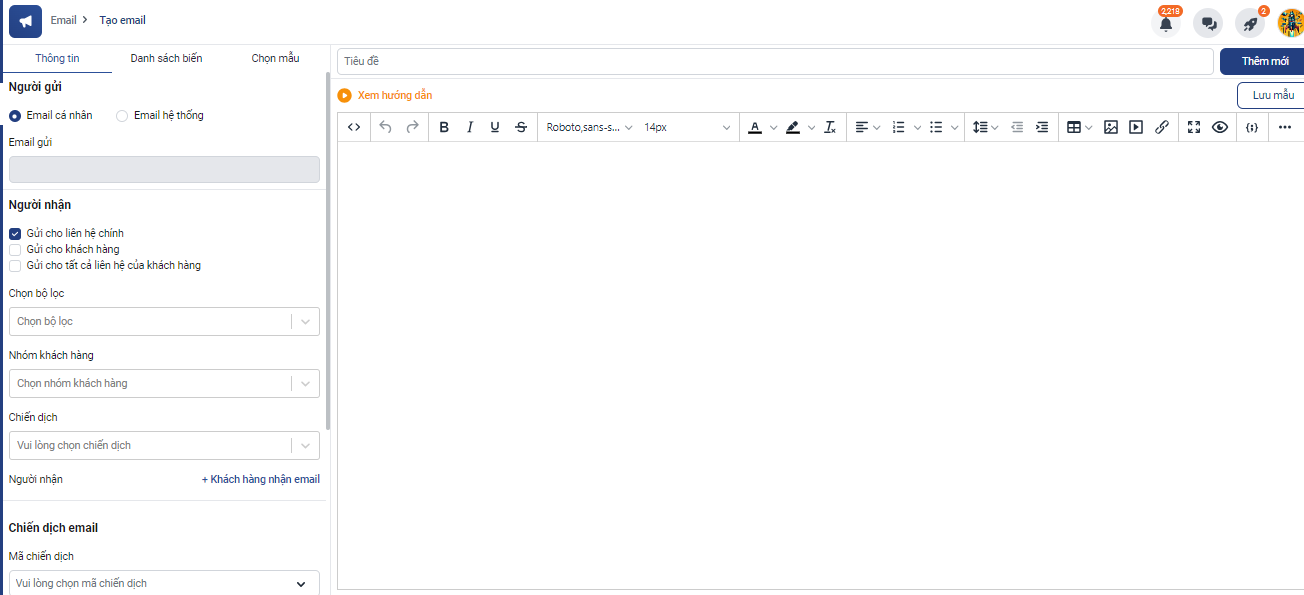 Email > Tạo email
2,218
2
Thông tin
Danh sách biến
Chọn mẫu
Người gửi
Email cá nhân
Email hệ thống
Email gửi
Người nhận
Gửi cho liên hệ chính
Gửi cho khách hàng
Gửi cho tất cả liên hệ của khách hàng
Chọn bộ lọc
Chọn bộ lọc
Nhóm khách hàng
Chọn nhóm khách hàng
Chiến dịch
Vui lòng chọn chiến dịch
Người nhận
+ Khách hàng nhận email
Chiến dịch email
Mã chiến dịch
Vui lòng chọn mã chiến dịch
Tiêu đề
Thêm mới
Xem hướng dẫn
Lưu mẫu
B I U S Roboto,sans-s... 14px A